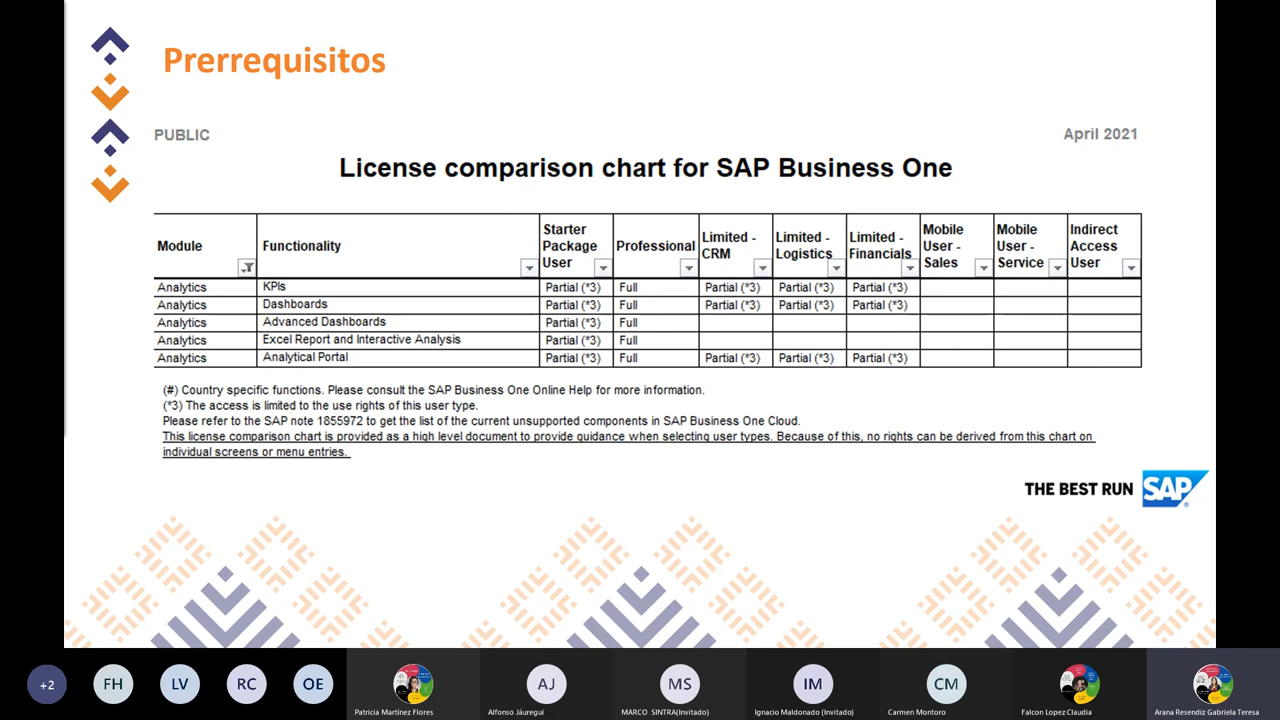 Prerrequisitos
PUBLIC
April 2021
License comparison chart for SAP Business One
Module Functionality Starter Package User Professional Limited - CRM Limited - Logistics Limited - Financials Mobile User - Sales Mobile User - Service Indirect Access User
Analytics KPIs Partial (*3) Full Partial (*3) Partial (*3) Partial (*3)
Analytics Dashboards Partial (*3) Full Partial (*3) Partial (*3) Partial (*3)
Analytics Advanced Dashboards Partial (*3) Full
Analytics Excel Report and Interactive Analysis Partial (*3) Full
Analytics Analytical Portal Partial (*3) Full Partial (*3) Partial (*3) Partial (*3)
(#) Country specific functions. Please consult the SAP Business One Online Help for more information.
(*3) The access is limited to the use rights of this user type.
Please refer to the SAP note 1855972 to get the list of the current unsupported components in SAP Business One Cloud.
This license comparison chart is provided as a high level document to provide guidance when selecting user types. Because of this, no rights can be derived from this chart on
individual screens or menu entries.
THE BEST RUN SAP
+2 FH LV RC OE AJ MS IM CM
Patricia Martínez Flores Alfonso Jáuregui MARCO SINTRA(Invitado) Ignacio Maldonado (Invitado) Carmen Montoro Falcon Lopez Claudia Arana Resendiz Gabriela Teresa